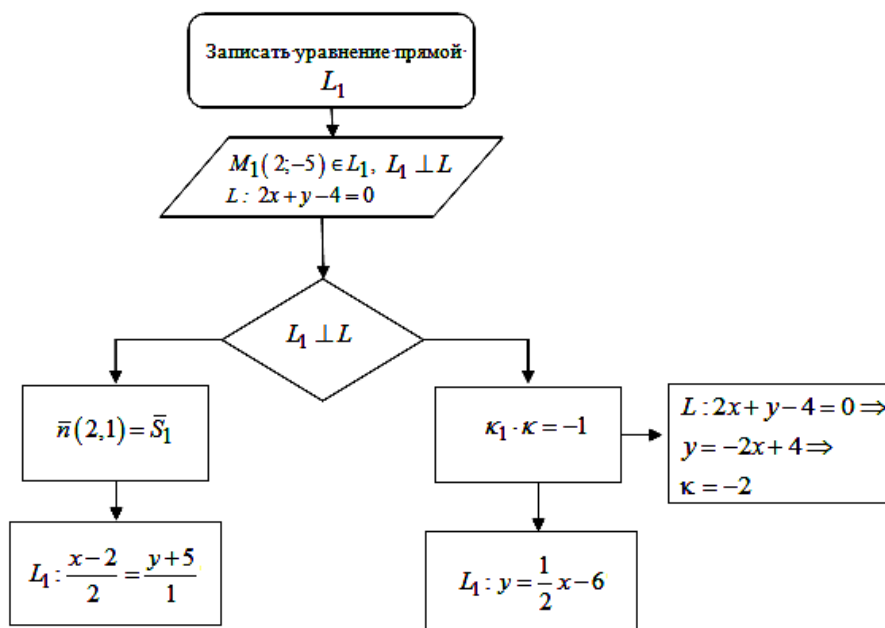 Записать уравнение прямой
L₁
M₁(2;−5)∈L₁, L₁⊥L
L: 2x+y−4=0
L₁⊥L
n̅(2,1)=S̅₁
κ₁·κ=−1
L:2x+y−4=0⇒
y=−2x+4⇒
κ=−2
L₁: (x−2)/2=(y+5)/1
L₁: y=1/2 x−6